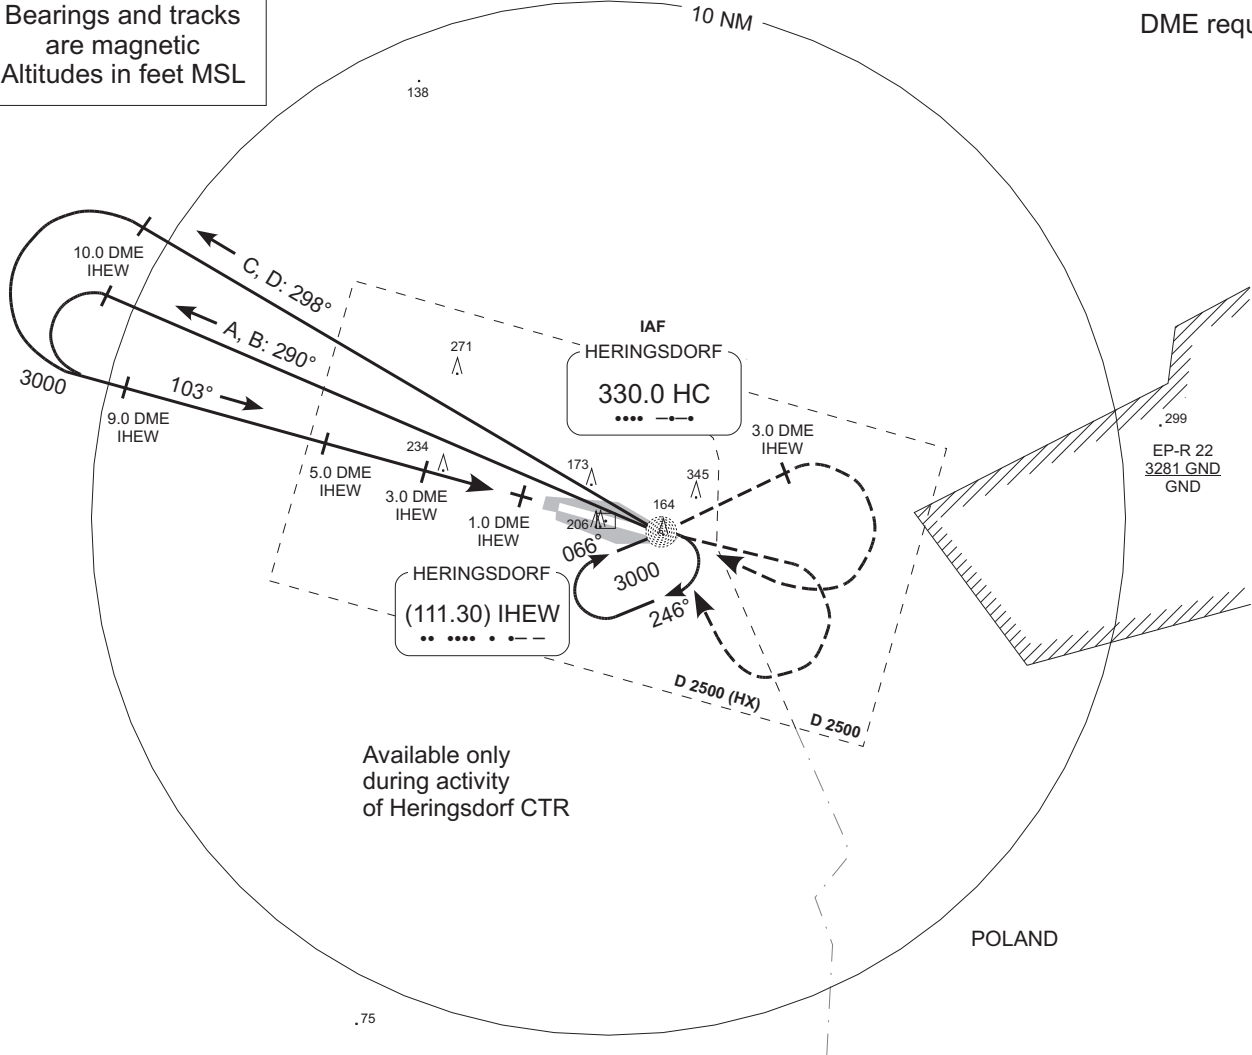 Bearings and tracks
are magnetic
Altitudes in feet MSL
10 NM
DME requ
138
10.0 DME
IHEW
C, D: 298°
A, B: 290°
3000
103°
9.0 DME
IHEW
271
IAF
HERINGSDORF
330.0 HC
5.0 DME
IHEW
234
3.0 DME
IHEW
1.0 DME
IHEW
173
206
164
345
3.0 DME
IHEW
299
EP-R 22
3281 GND
GND
066°
3000
246°
HERINGSDORF
(111.30) IHEW
D 2500 (HX)
D 2500
Available only
during activity
of Heringsdorf CTR
POLAND
75